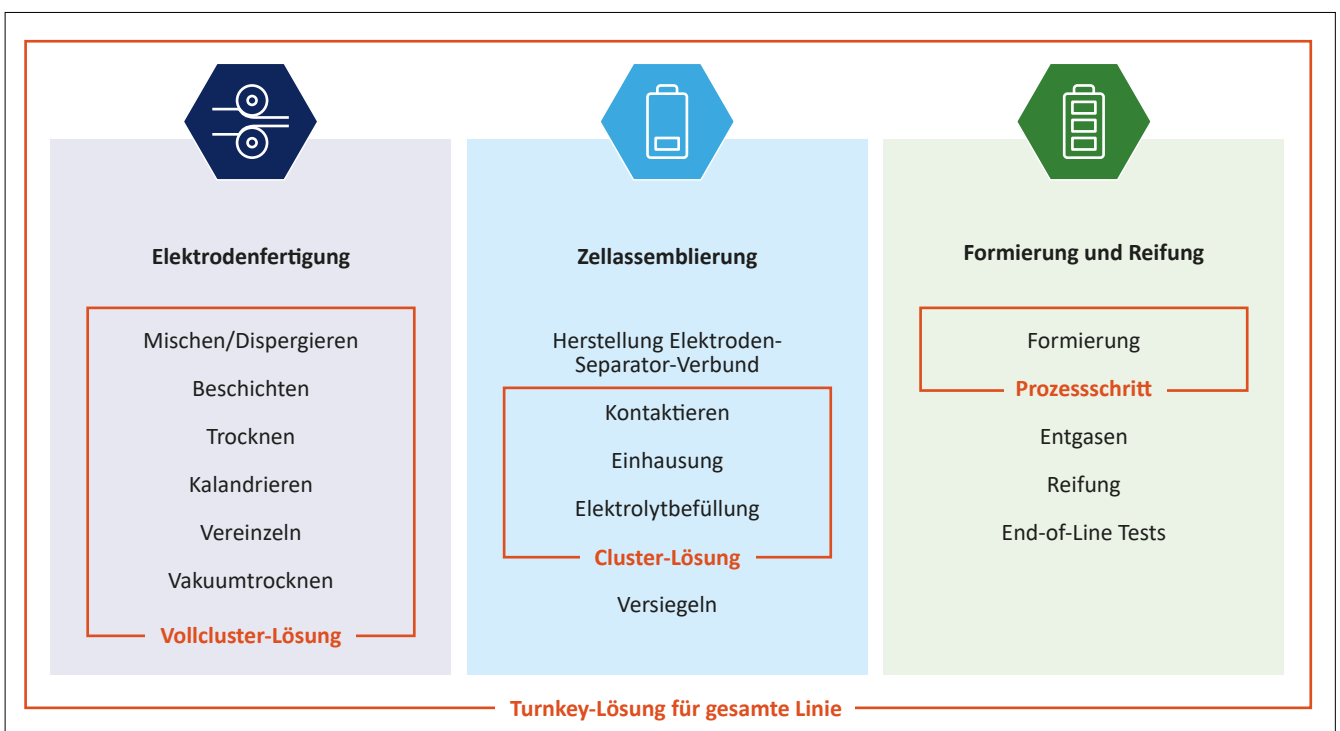 Elektrodenfertigung
Mischen/Dispergieren
Beschichten
Trocknen
Kalandrieren
Vereinzeln
Vakuumtrocknen
Vollcluster-Lösung
Zellassemblierung
Herstellung Elektroden-
Separator-Verbund
Kontaktieren
Einhausung
Elektrolytbefüllung
Cluster-Lösung
Versiegeln
Formierung und Reifung
Formierung
Prozessschritt
Entgasen
Reifung
End-of-Line Tests
Turnkey-Lösung für gesamte Linie